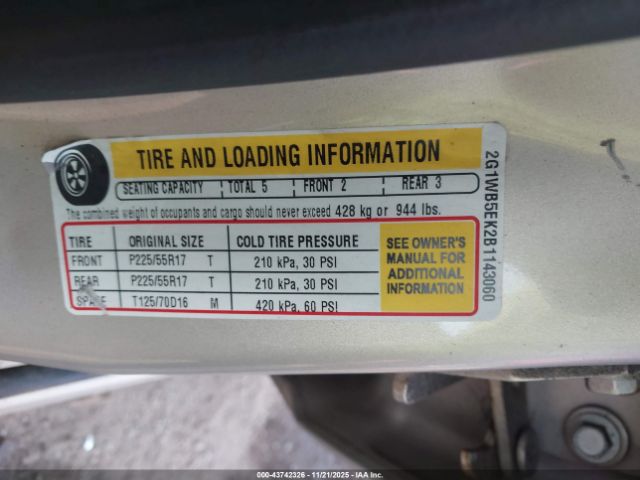 TIRE AND LOADING INFORMATION
SEATING CAPACITY TOTAL 5 FRONT 2 REAR 3
The combined weight of occupants and cargo should never exceed 428 kg or 944 lbs.
TIRE ORIGINAL SIZE COLD TIRE PRESSURE
FRONT P225/55R17 T 210 kPa, 30 PSI
REAR P225/55R17 T 210 kPa, 30 PSI
SPARE T125/70D16 M 420 kPa, 60 PSI
SEE OWNER'S
MANUAL FOR
ADDITIONAL
INFORMATION
2G1WB5EK2B1143060
000-43742326 - 11/21/2025 - IAAI, Inc.